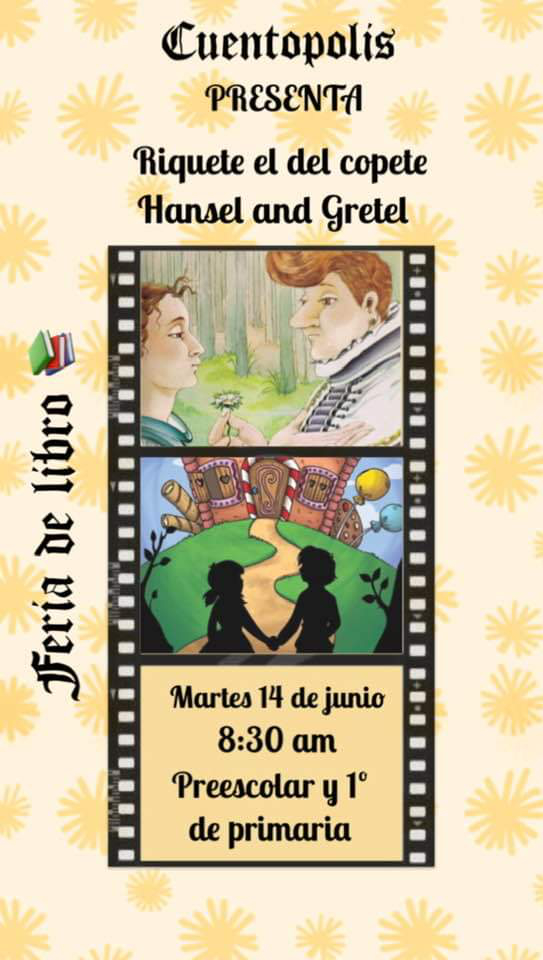 Cuentopolis
PRESENTA
Riquete el del copete
Hansel and Gretel
Feria de libro
Martes 14 de junio
8:30 am
Preescolar y 1°
de primaria